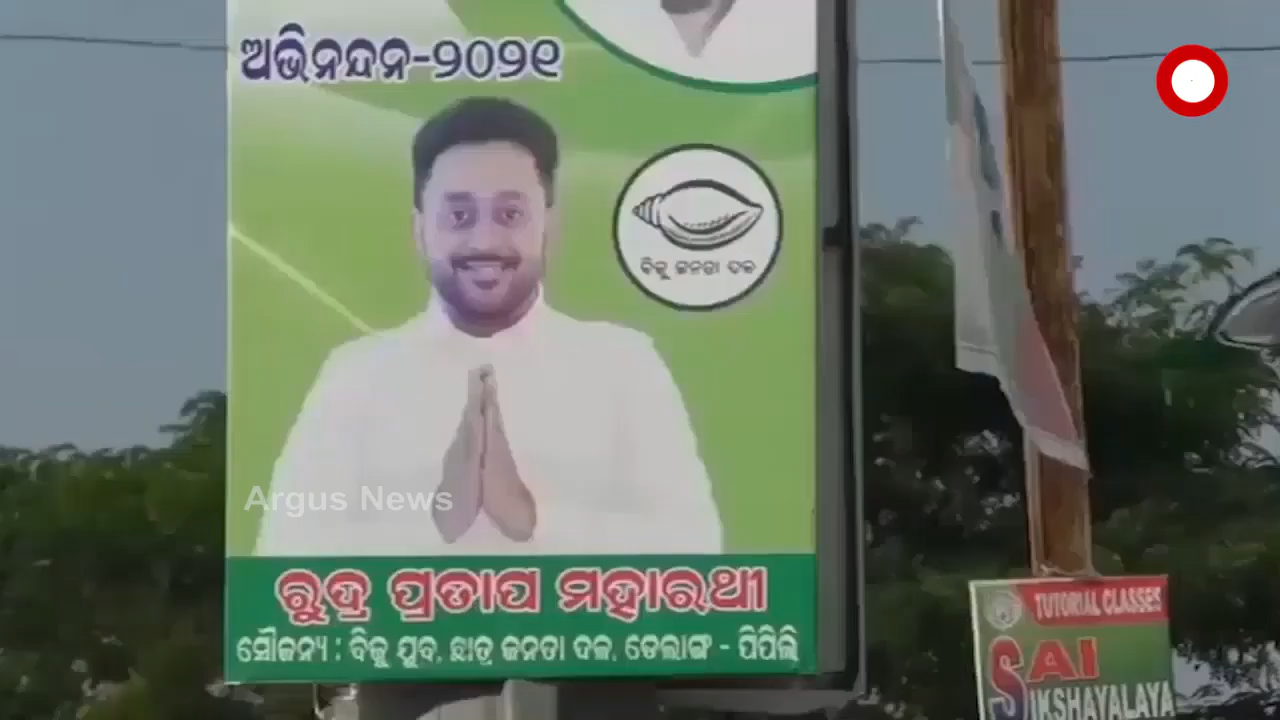 ଅଭିନନ୍ଦନ-୨୦୨୧
ବିଜୁ ଜନତା ଦଳ
Argus News
ରୁଦ୍ର ପ୍ରତାପ ମହାରଥୀ
ସୌଜନ୍ୟ : ବିଜୁ ଯୁବ, ଛାତ୍ର ଜନତା ଦଳ, ଡେଲାଙ୍ଗ - ପିପିଲି
TUTORIAL CLASSES
SAI
SIKSHAYALAYA